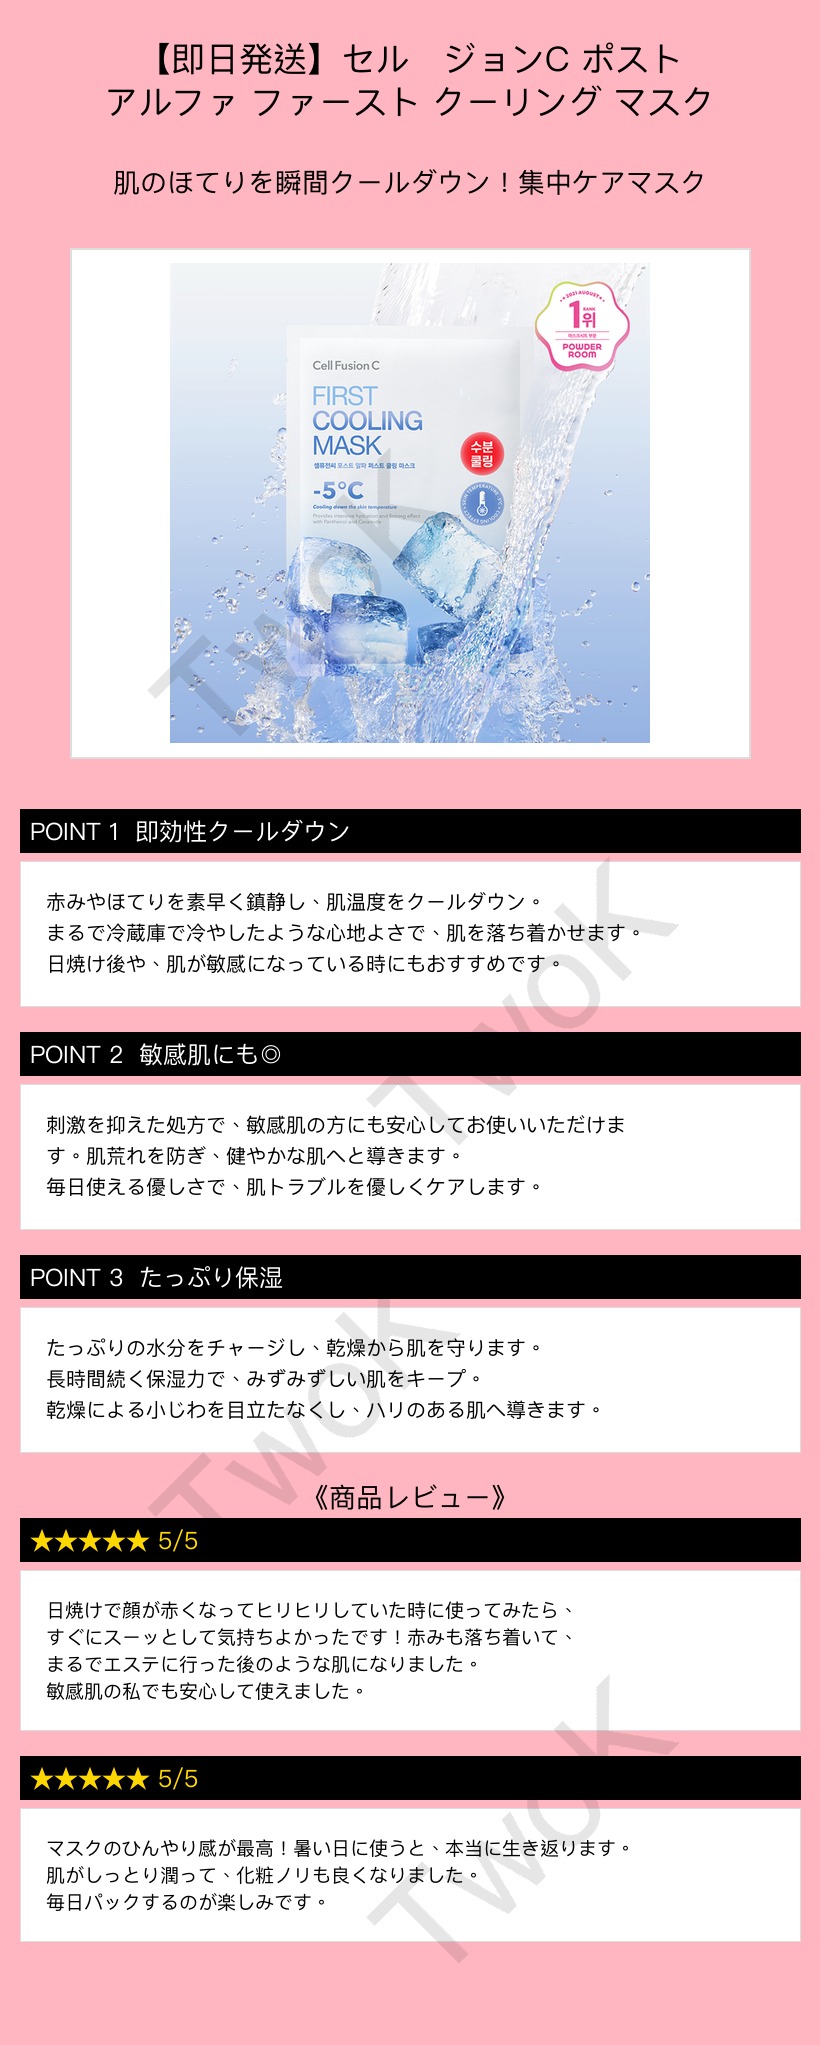 【即日発送】セル　ジョンC ポスト
アルファ ファースト クーリング マスク
肌のほてりを瞬間クールダウン！集中ケアマスク
2021 AUGUST
1위
RANK
마스크시트 부문
POWDER
ROOM
Cell Fusion C
FIRST
COOLING
MASK
셀퓨전씨 포스트 알파 퍼스트 쿨링 마스크
-5°C
Cooling down the skin temperature
Provides intensive hydration and firming effect
with Panthenol and Ceramide
수분
쿨링
TwoK
POINT 1 即効性クールダウン
赤みやほてりを素早く鎮静し、肌温度をクールダウン。
まるで冷蔵庫で冷やしたような心地よさで、肌を落ち着かせます。
日焼け後や、肌が敏感になっている時にもおすすめです。
TwoK
POINT 2 敏感肌にも◎
刺激を抑えた処方で、敏感肌の方にも安心してお使いいただけま
す。肌荒れを防ぎ、健やかな肌へと導きます。
毎日使える優しさで、肌トラブルを優しくケアします。
POINT 3 たっぷり保湿
たっぷりの水分をチャージし、乾燥から肌を守ります。
長時間続く保湿力で、みずみずしい肌をキープ。
乾燥による小じわを目立たなくし、ハリのある肌へ導きます。
TwoK
《商品レビュー》
★★★★★ 5/5
日焼けで顔が赤くなってヒリヒリしていた時に使ってみたら、
すぐにスーッとして気持ちよかったです！赤みも落ち着いて、
まるでエステに行った後のような肌になりました。
敏感肌の私でも安心して使えました。
★★★★★ 5/5
マスクのひんやり感が最高！暑い日に使うと、本当に生き返ります。
肌がしっとり潤って、化粧ノリも良くなりました。
毎日パックするのが楽しみです。
TwoK